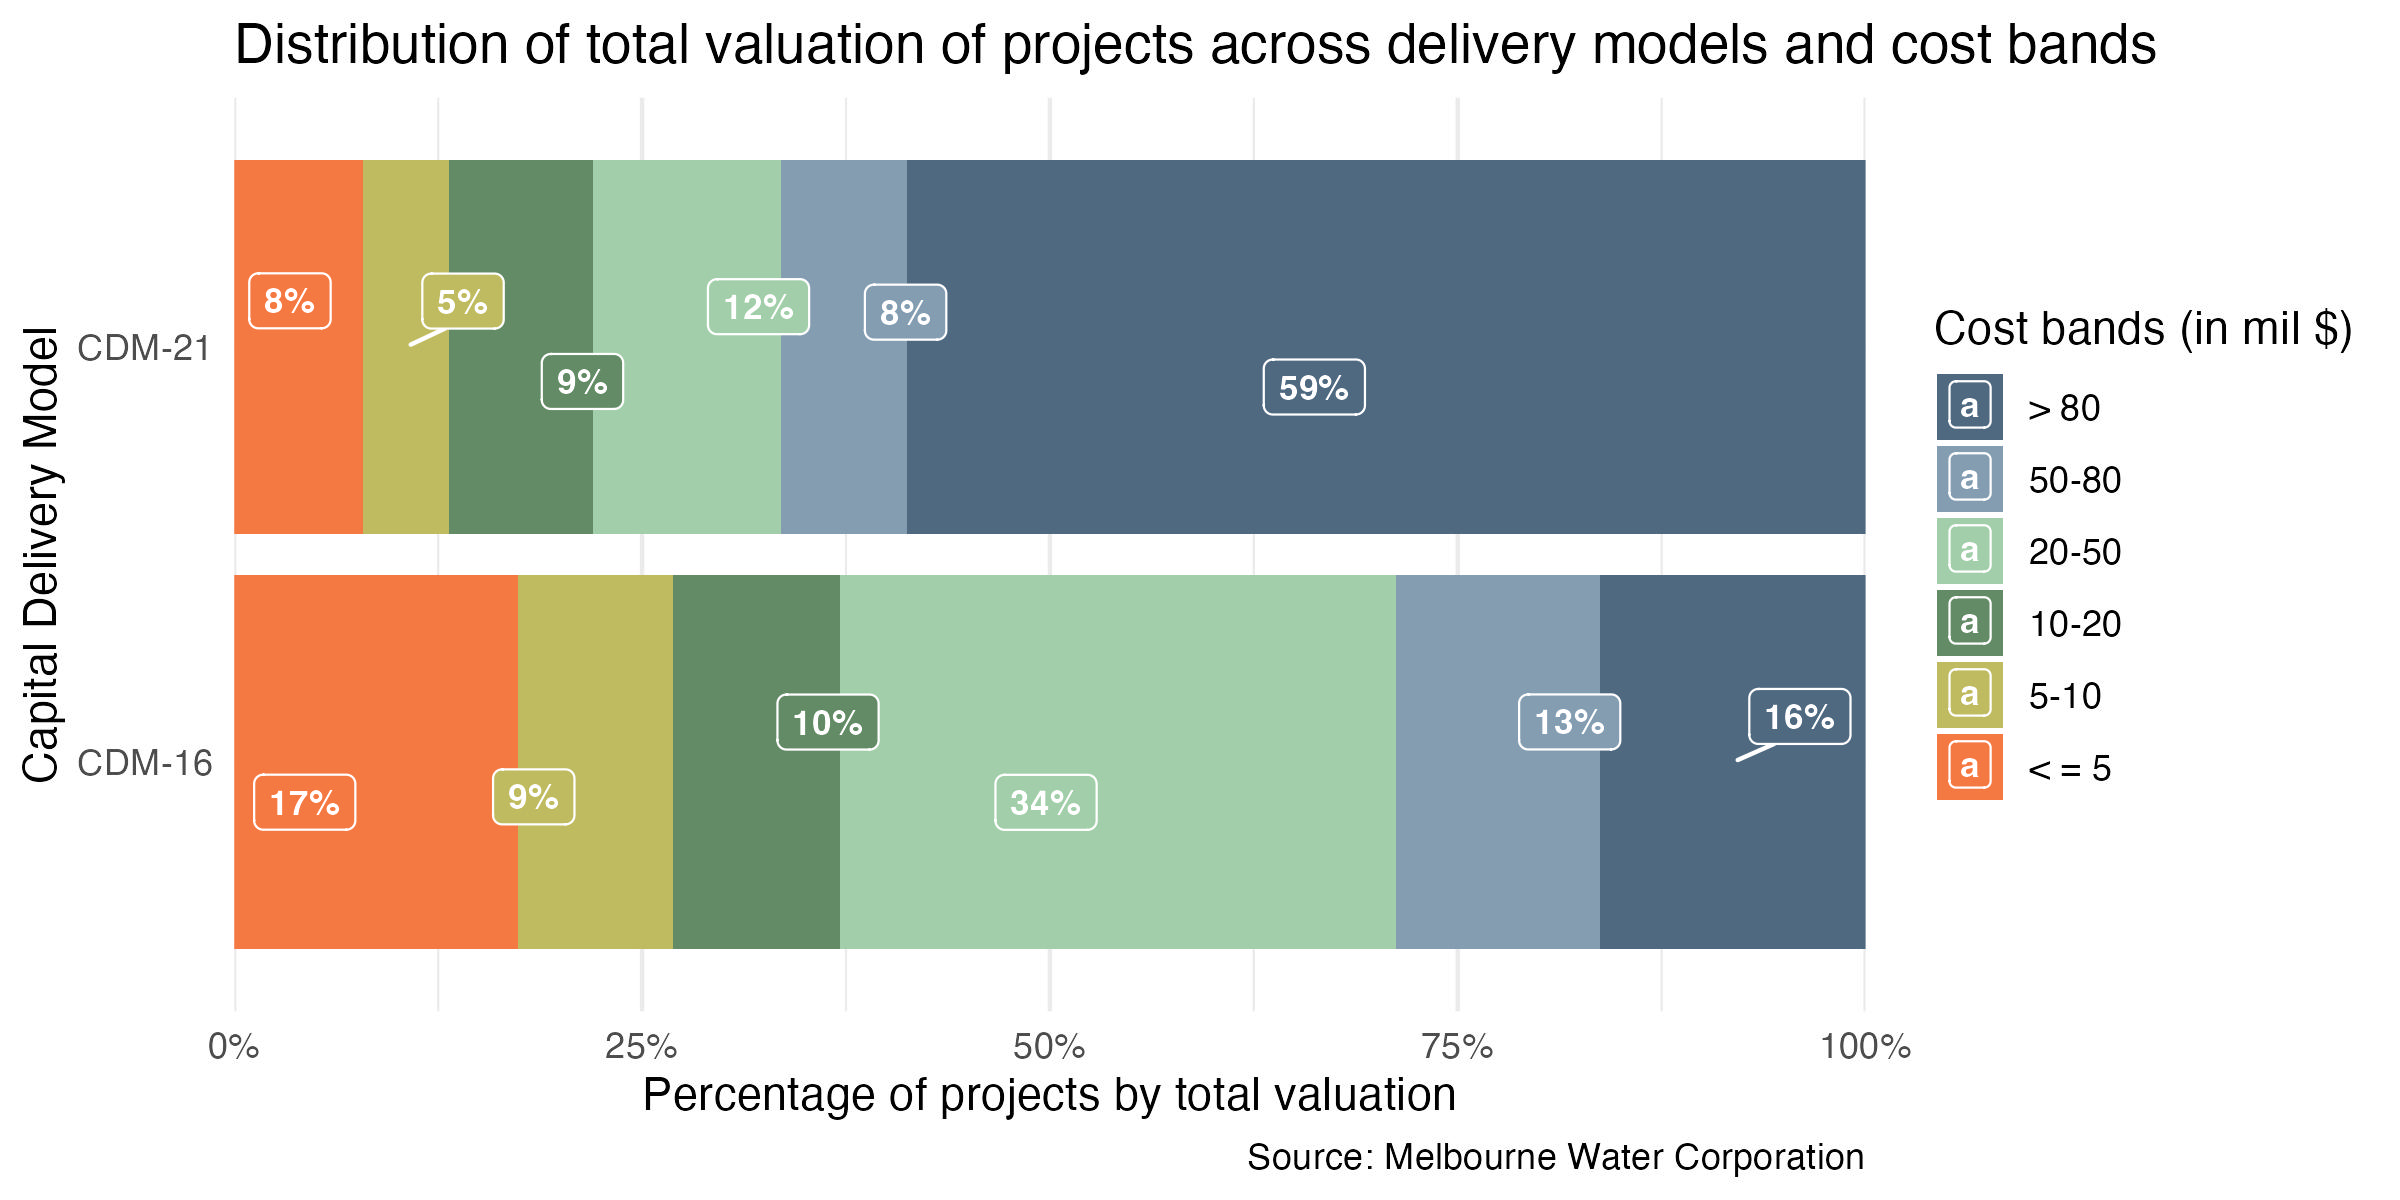 Distribution of total valuation of projects across delivery models and cost bands
Capital Delivery Model
CDM-21
8%
5%
9%
12%
8%
59%
CDM-16
17%
9%
10%
34%
13%
16%
0%
25%
50%
75%
100%
Percentage of projects by total valuation
Source: Melbourne Water Corporation
Cost bands (in mil $)
a > 80
a 50-80
a 20-50
a 10-20
a 5-10
a < = 5